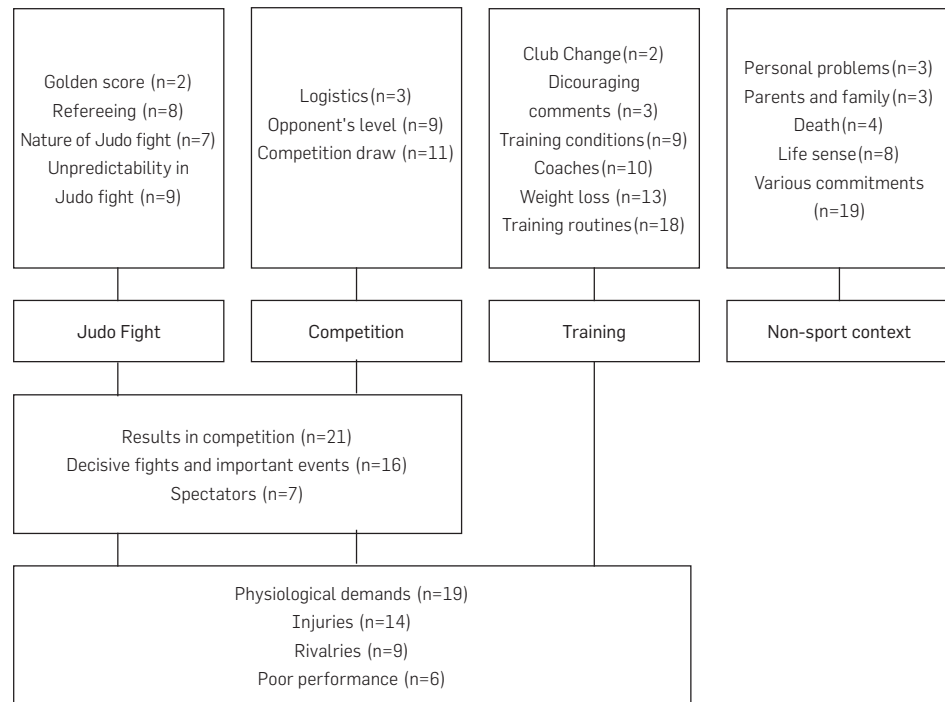 Golden score (n=2)
Refereeing (n=8)
Nature of Judo fight (n=7)
Unpredictability in
Judo fight (n=9)
Logistics(n=3)
Opponent's level (n=9)
Competition draw (n=11)
Club Change(n=2)
Dicouraging
comments (n=3)
Training conditions(n=9)
Coaches(n=10)
Weight loss (n=13)
Training routines(n=18)
Personal problems(n=3)
Parents and family(n=3)
Death(n=4)
Life sense(n=8)
Various commitments
(n=19)
Judo Fight
Competition
Training
Non-sport context
Results in competition (n=21)
Decisive fights and important events (n=16)
Spectators (n=7)
Physiological demands (n=19)
Injuries (n=14)
Rivalries (n=9)
Poor performance (n=6)